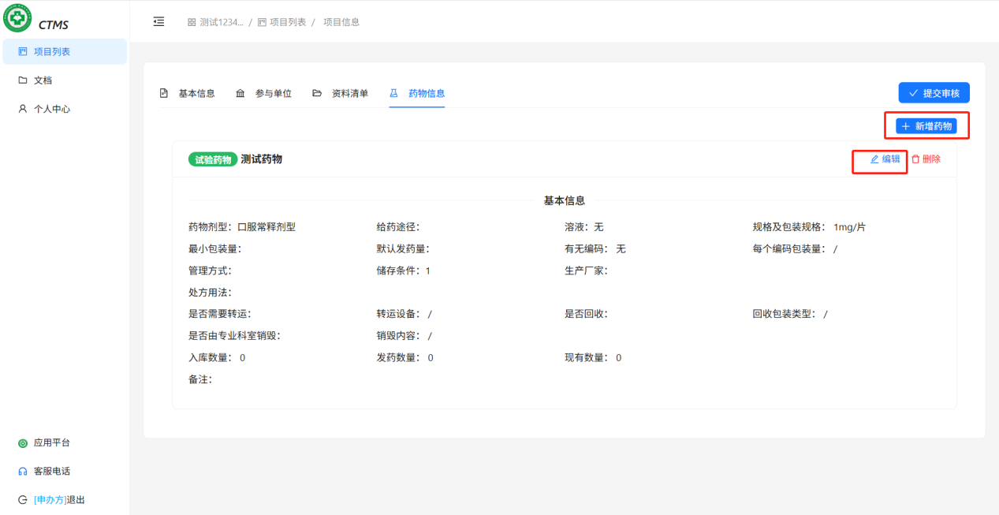 CTMS
测试1234... / 项目列表 / 项目信息
项目列表
文档
个人中心
基本信息 参与单位 资料清单 药物信息
提交审核
新增药物
试验药物 测试药物
编辑 删除
基本信息
药物剂型：口服常释剂型 给药途径： 溶液：无 规格及包装规格： 1mg/片
最小包装量： 默认发药量： 有无编码： 无 每个编码包装量： /
管理方式： 储存条件：1 生产厂家：
处方用法：
是否需要转运： 转运设备： / 是否回收： 回收包装类型： /
是否由专业科室销毁： 销毁内容： /
入库数量： 0 发药数量： 0 现有数量： 0
备注：
应用平台
客服电话
[申办方]退出